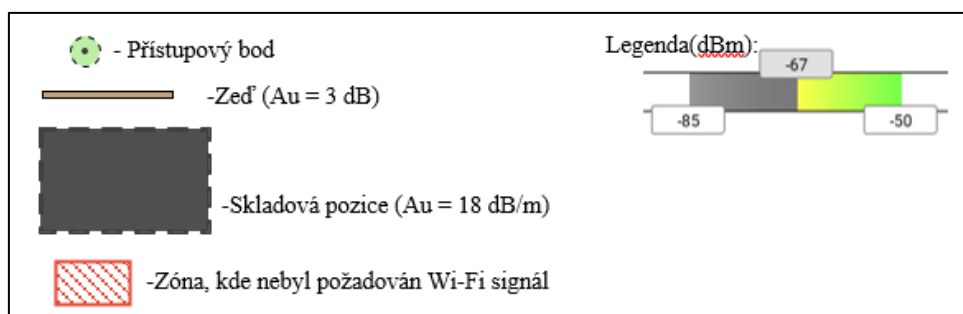 - Přístupový bod
-Zeď (Au = 3 dB)
-Skladová pozice (Au = 18 dB/m)
-Zóna, kde nebyl požadován Wi-Fi signál
Legenda(dBm):
-67
-85
-50